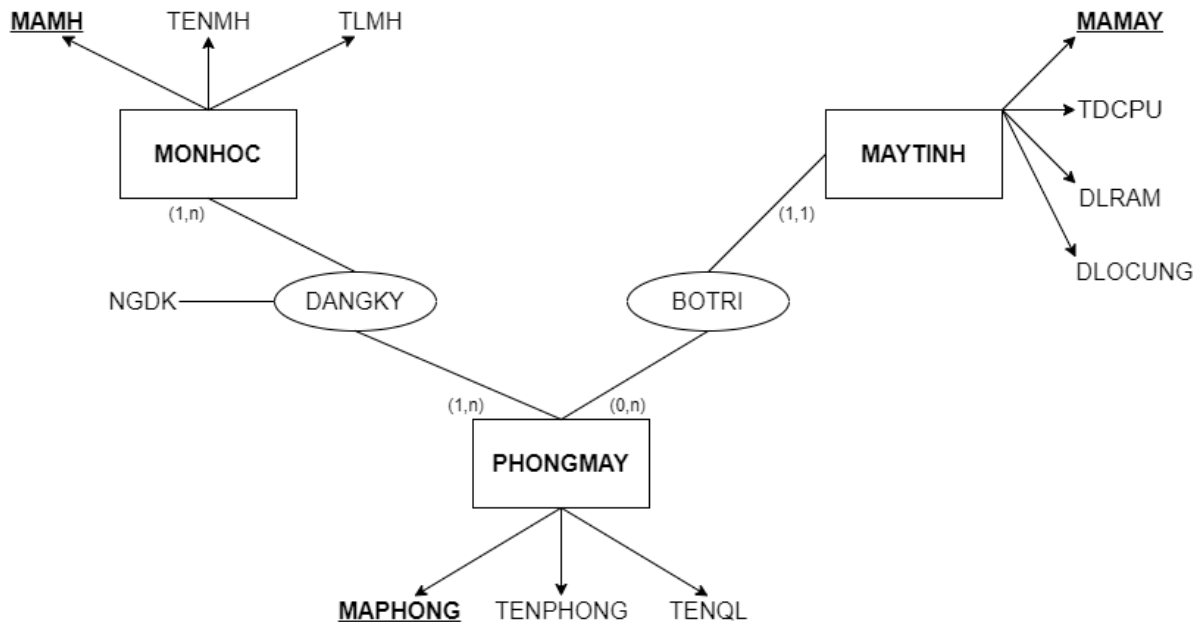 MAMH TENMH TLMH MAMAY
TDCPU
MONHOC MAYTINH
DLRAM
(1,n) (1,1)
DLOCUNG
NGDK DANGKY BOTRI
(1,n) (0,n)
PHONGMAY
MAPHONG TENPHONG TENQL